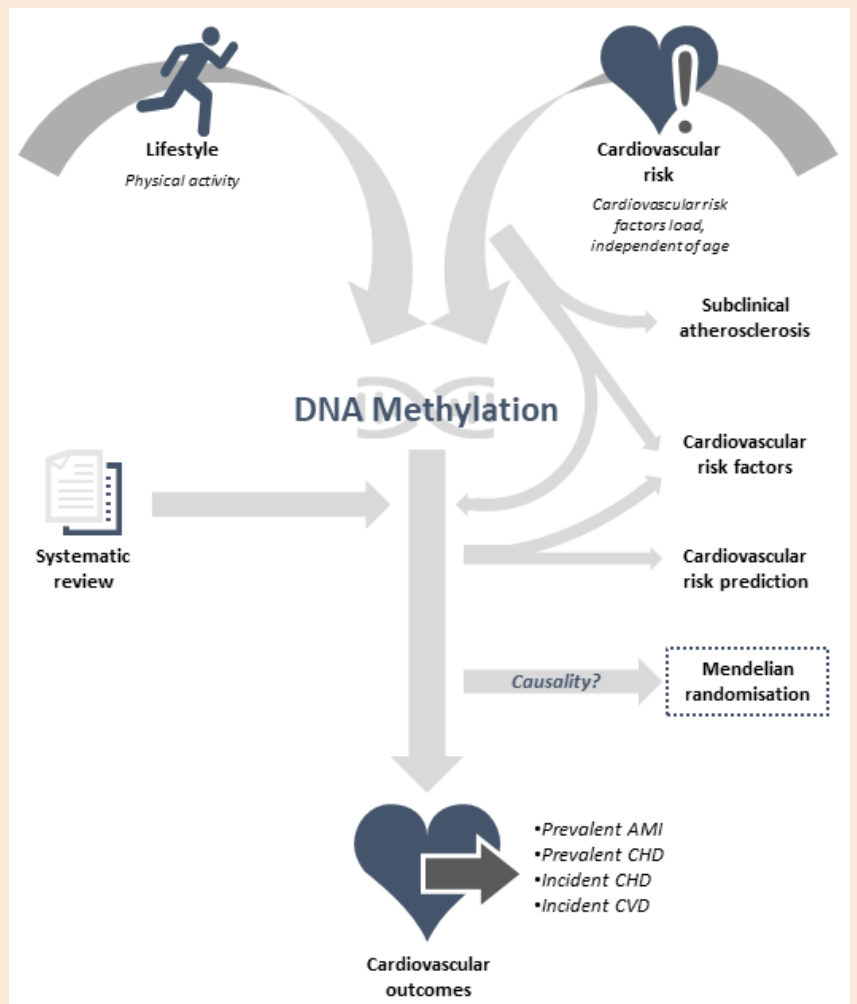 Lifestyle
Physical activity
Cardiovascular
risk
Cardiovascular risk
factors load,
independent of age
Subclinical
atherosclerosis
DNA Methylation
Cardiovascular
risk factors
Systematic
review
Cardiovascular
risk prediction
Causality?
Mendelian
randomisation
•Prevalent AMI
•Prevalent CHD
•Incident CHD
•Incident CVD
Cardiovascular
outcomes